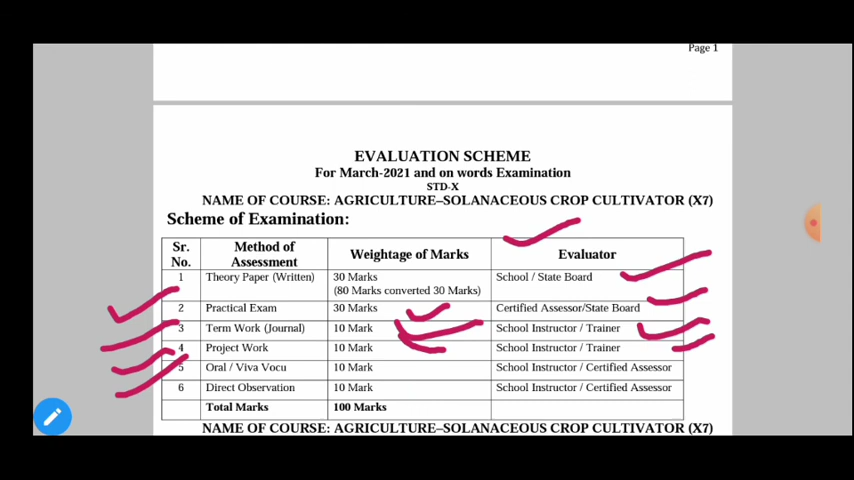 Page 1
EVALUATION SCHEME
For March-2021 and on words Examination
STD-X
NAME OF COURSE: AGRICULTURE–SOLANACEOUS CROP CULTIVATOR (X7)
Scheme of Examination:
Sr. No. Method of Assessment Weightage of Marks Evaluator
1 Theory Paper (Written) 30 Marks (80 Marks converted 30 Marks) School / State Board
2 Practical Exam 30 Marks Certified Assessor/State Board
3 Term Work (Journal) 10 Mark School Instructor / Trainer
4 Project Work 10 Mark School Instructor / Trainer
5 Oral / Viva Vocu 10 Mark School Instructor / Certified Assessor
6 Direct Observation 10 Mark School Instructor / Certified Assessor
Total Marks 100 Marks
NAME OF COURSE: AGRICULTURE–SOLANACEOUS CROP CULTIVATOR (X7)